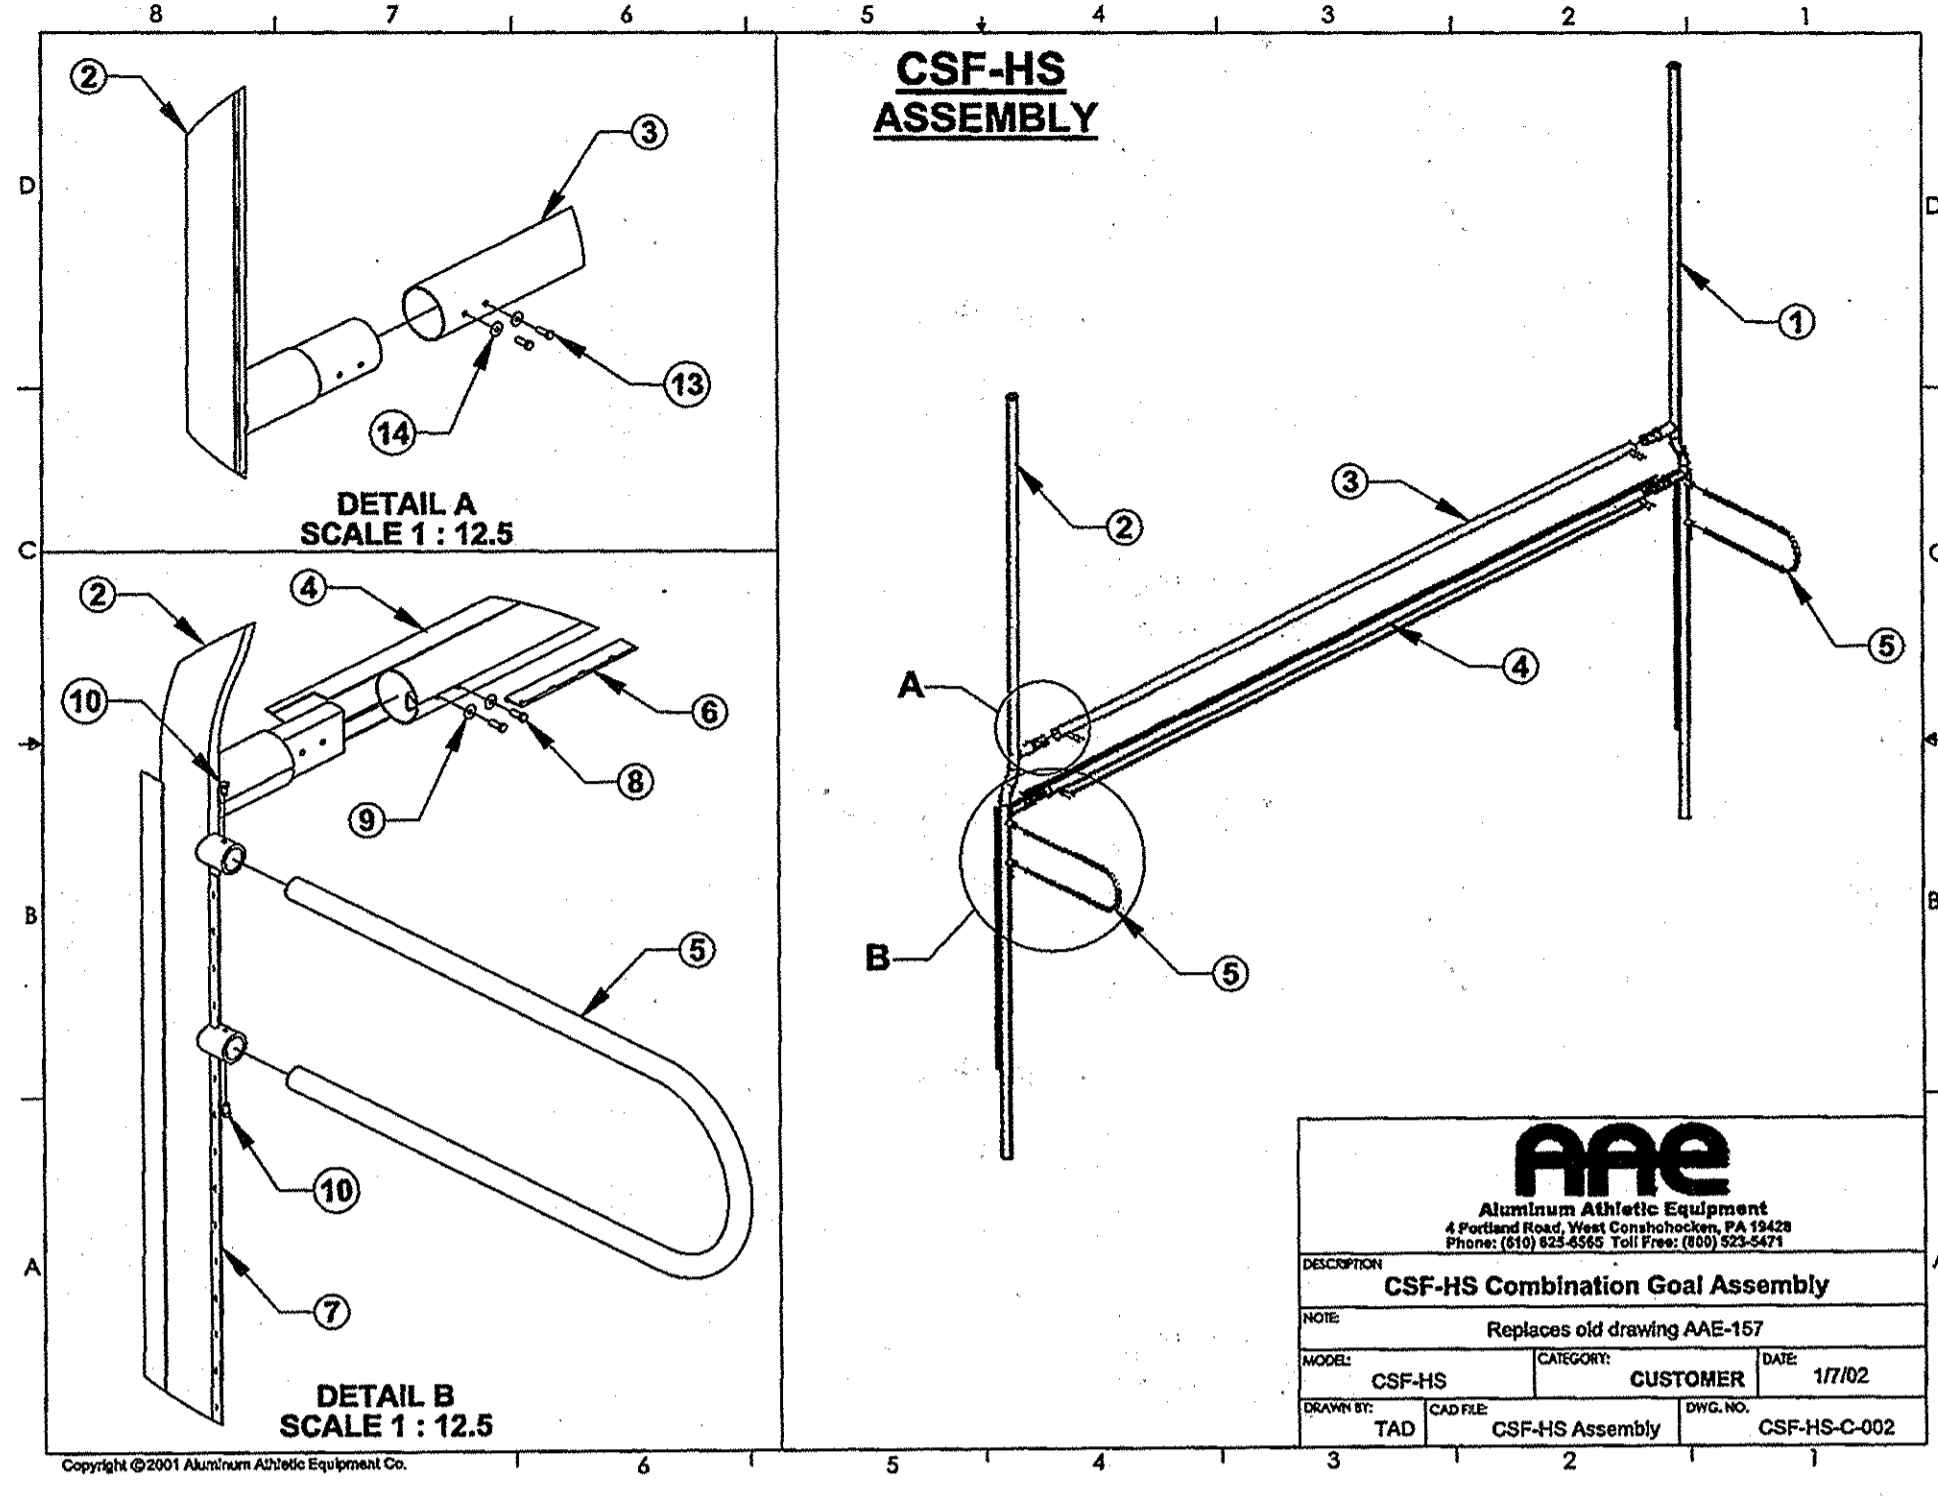 8 7 6 5 4 3 2 1
CSF-HS
ASSEMBLY
D
D
2
3
13
14
DETAIL A
SCALE 1 : 12.5
C
C
1
2
3
4
5
A
B
5
2
4
10
6
8
9
5
10
7
B
B
A
A
DETAIL B
SCALE 1 : 12.5
AAE
Aluminum Athletic Equipment
4 Portland Road, West Conshohocken, PA 19428
Phone: (610) 825-6565 Toll Free: (800) 523-5471
DESCRIPTION
CSF-HS Combination Goal Assembly
NOTE:
Replaces old drawing AAE-157
MODEL: CATEGORY: DATE:
CSF-HS CUSTOMER 1/7/02
DRAWN BY: CAD FILE: DWG. NO.
TAD CSF-HS Assembly CSF-HS-C-002
Copyright ©2001 Aluminum Athletic Equipment Co.
6 5 4 3 2 1